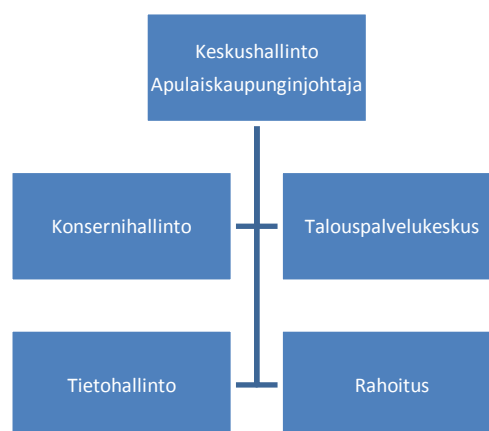 Keskushallinto
Apulaiskaupunginjohtaja
Konsernihallinto
Talouspalvelukeskus
Tietohallinto
Rahoitus